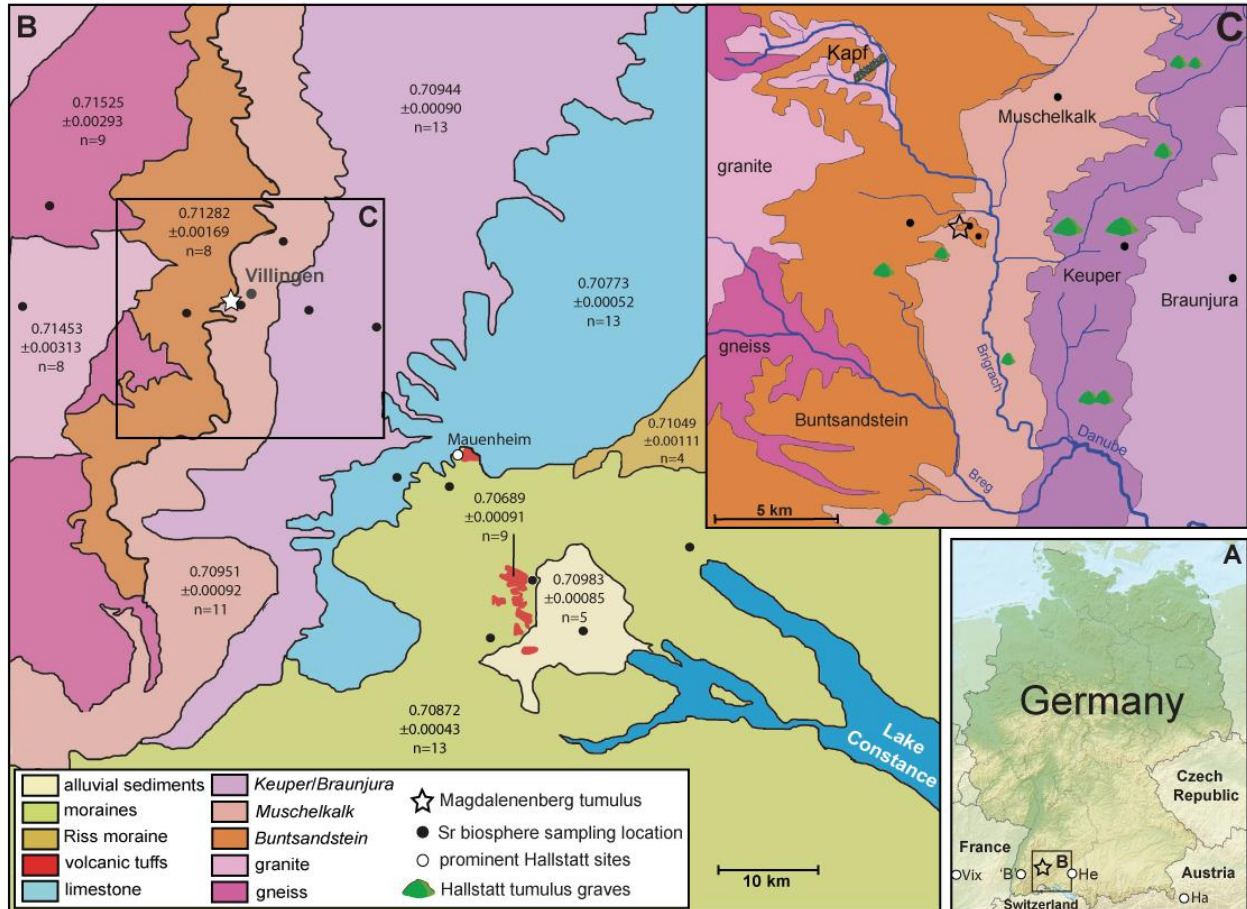 B
0.71525
±0.00293
n=9
0.70944
±0.00090
n=13
0.71282
±0.00169
n=8
C
Villingen
0.70773
±0.00052
n=13
0.71453
±0.00313
n=8
Mauenheim
0.71049
±0.00111
n=4
0.70689
±0.00091
n=9
0.70983
±0.00085
n=5
0.70951
±0.00092
n=11
0.70872
±0.00043
n=13
Lake
Constance
10 km
alluvial sediments
moraines
Riss moraine
volcanic tuffs
limestone
Keuper/Braunjura
Muschelkalk
Buntsandstein
granite
gneiss
Magdalenenberg tumulus
Sr biosphere sampling location
prominent Hallstatt sites
Hallstatt tumulus graves
C
Kapf
Muschelkalk
granite
Keuper
Braunjura
gneiss
Brigrach
Buntsandstein
Danube
Breg
5 km
A
Germany
Czech
Republic
France
B
Vix
'B'
He
Austria
Switzerland
Ha